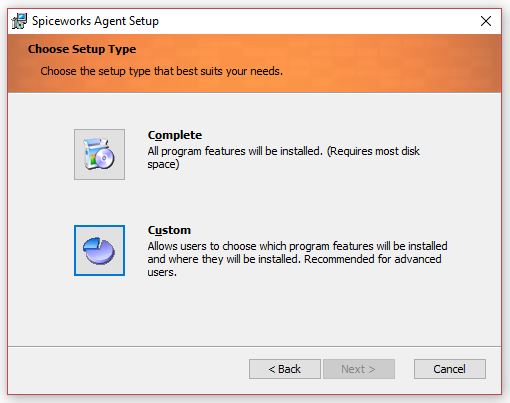 Spiceworks Agent Setup
Choose Setup Type
Choose the setup type that best suits your needs.
Complete
All program features will be installed. (Requires most disk
space)
Custom
Allows users to choose which program features will be installed
and where they will be installed. Recommended for advanced
users.
< Back Next > Cancel